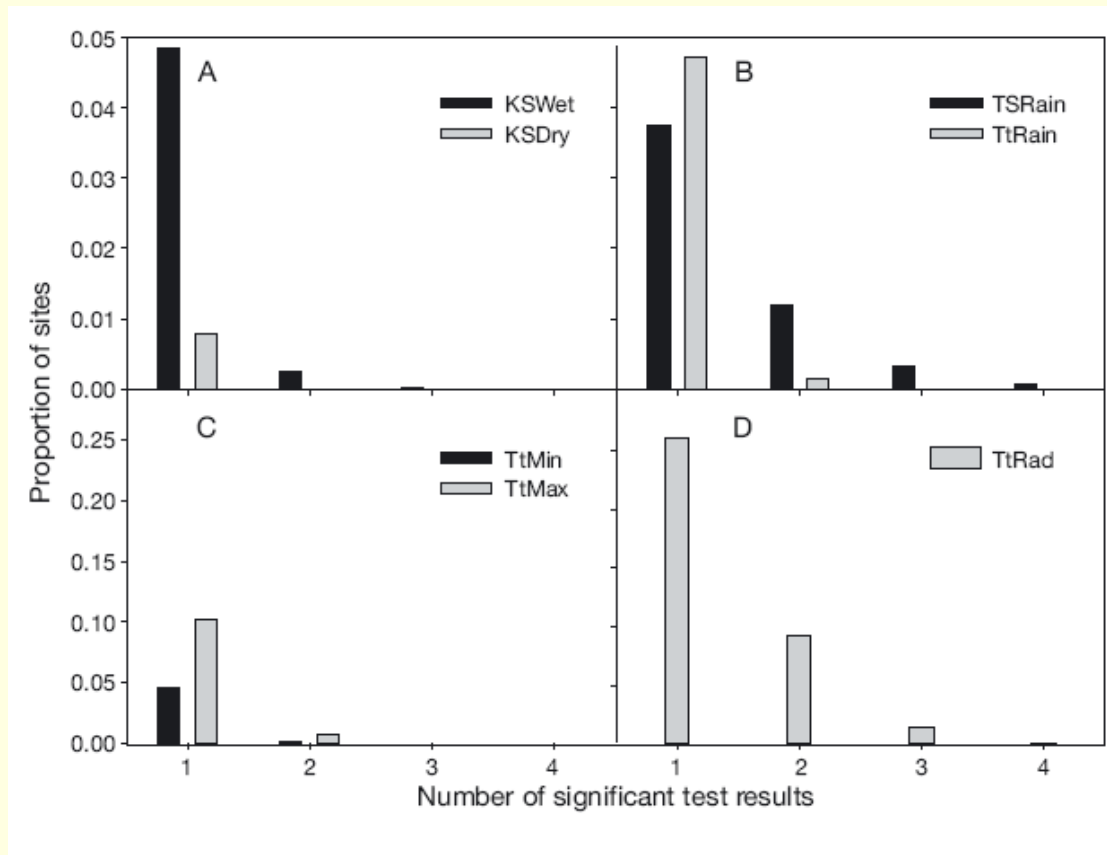 Proportion of sites
0.05
0.04
0.03
0.02
0.01
0.00
A
KSWet
KSDry
B
TSRain
TtRain
0.25
0.20
0.15
0.10
0.05
0.00
C
TtMin
TtMax
D
TtRad
1 2 3 4
1 2 3 4
Number of significant test results